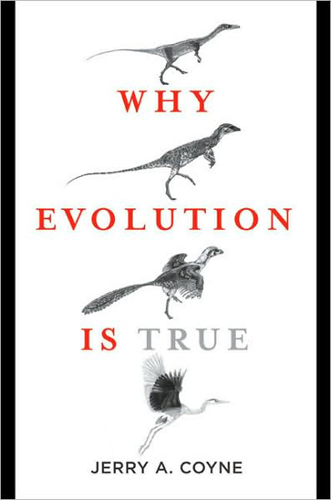 WHY
EVOLUTION
IS TRUE
JERRY A. COYNE